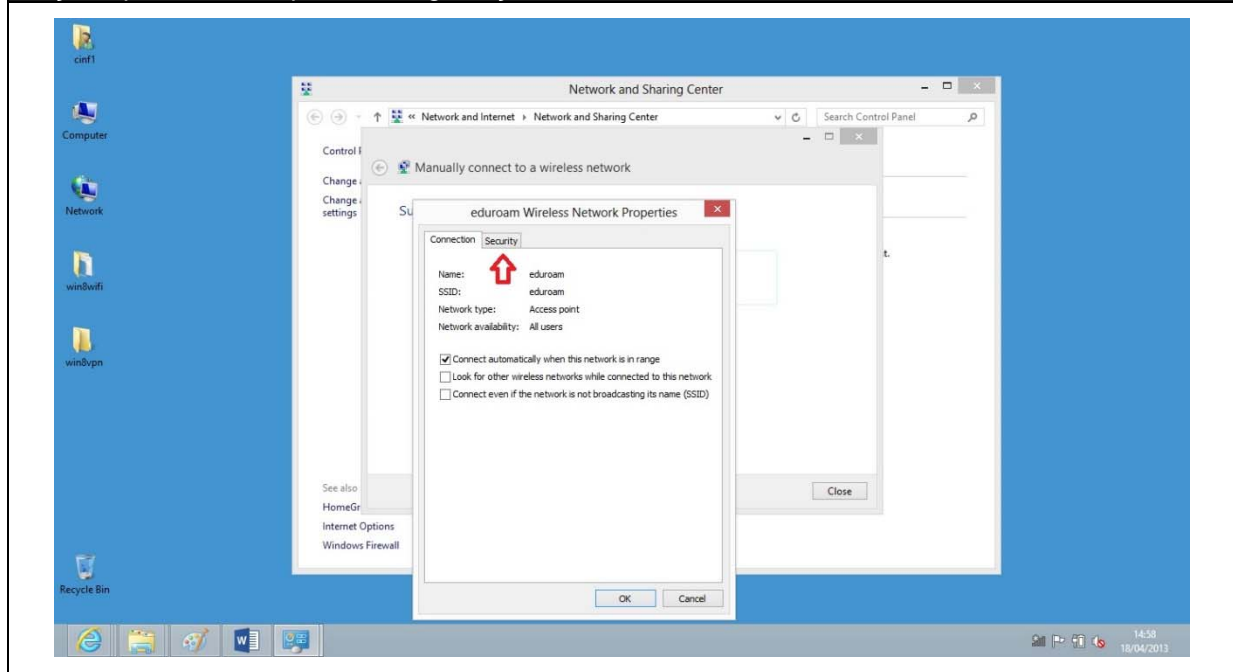 cinf1
Computer
Network
win8wifi
win8vpn
Recycle Bin
Network and Sharing Center
« Network and Internet ▸ Network and Sharing Center
Search Control Panel
Control
Change
Change
settings
Manually connect to a wireless network
Su
eduroam Wireless Network Properties
Connection Security
Name: eduroam
SSID: eduroam
Network type: Access point
Network availability: All users
Connect automatically when this network is in range
Look for other wireless networks while connected to this network
Connect even if the network is not broadcasting its name (SSID)
t.
OK Cancel
Close
See also
HomeGr
Internet Options
Windows Firewall
14:58
18/04/2013